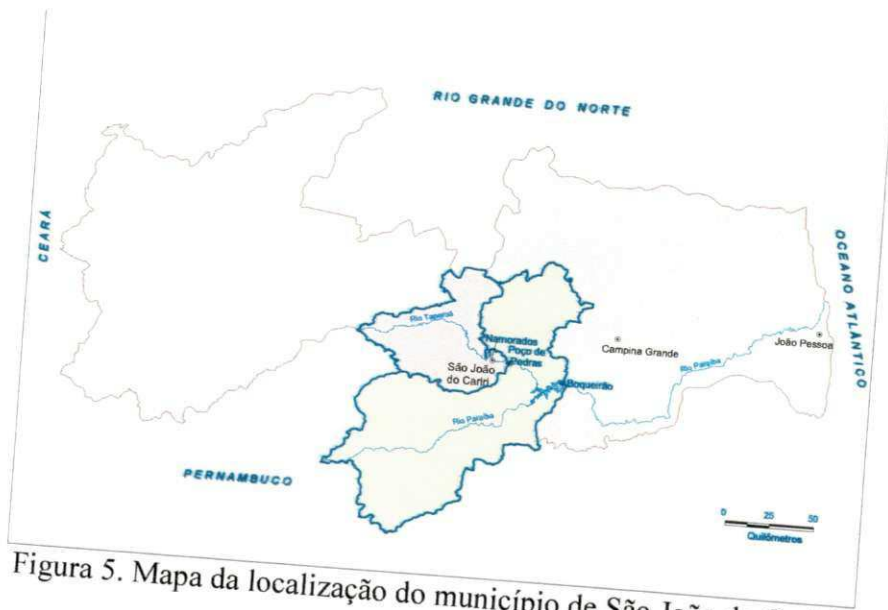 RIO GRANDE DO NORTE
CEARÁ
OCEANO ATLÂNTICO
Rio Taperoá
Namorados
Poço de
Pedras
São João
do Cariri
Campina Grande
João Pessoa
Rio Paraíba
Boqueirão
Rio Paraíba
PERNAMBUCO
0 25 50
Quilômetros
Figura 5. Mapa da localização do município de São João